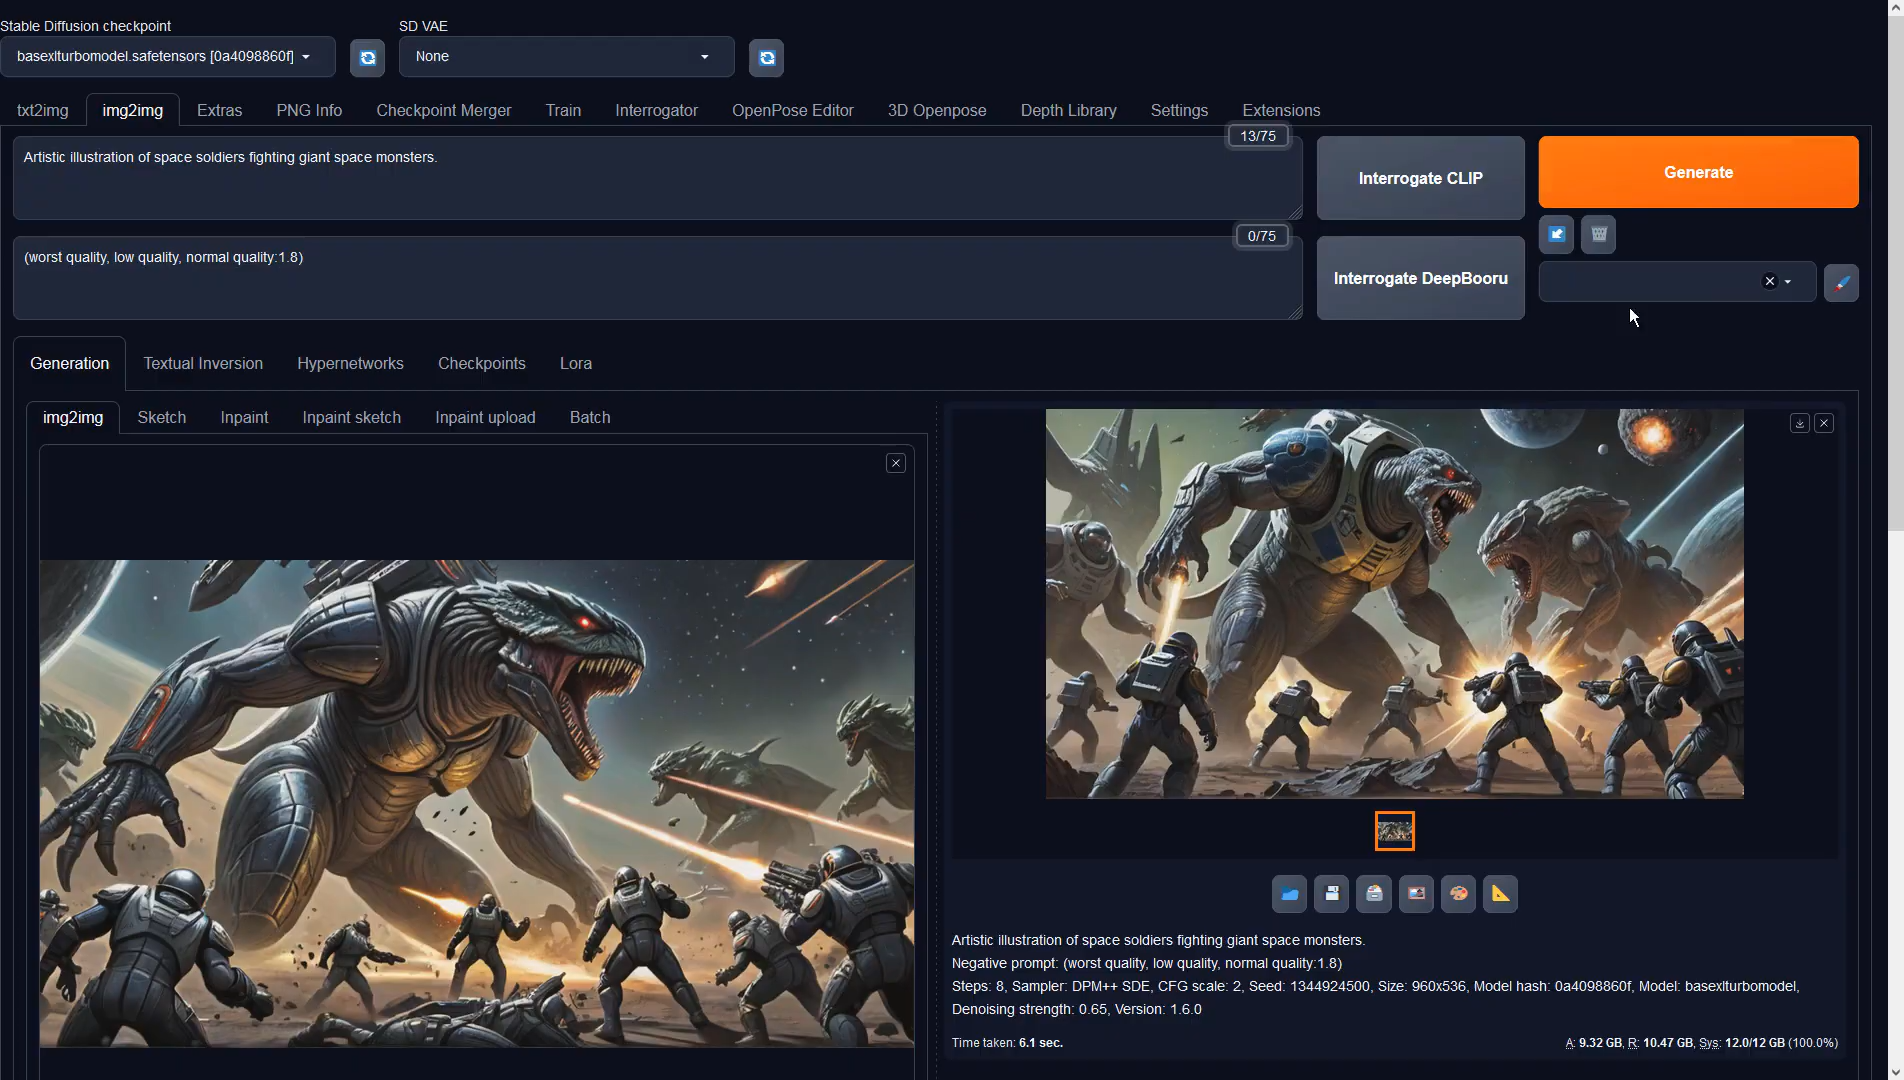 Stable Diffusion checkpoint
SD VAE
basexlturbomodel.safetensors [0a4098860f]
None
txt2img
img2img
Extras
PNG Info
Checkpoint Merger
Train
Interrogator
OpenPose Editor
3D Openpose
Depth Library
Settings
Extensions
13/75
Artistic illustration of space soldiers fighting giant space monsters.
Interrogate CLIP
Generate
0/75
(worst quality, low quality, normal quality:1.8)
Interrogate DeepBooru
Generation
Textual Inversion
Hypernetworks
Checkpoints
Lora
img2img
Sketch
Inpaint
Inpaint sketch
Inpaint upload
Batch
Artistic illustration of space soldiers fighting giant space monsters.
Negative prompt: (worst quality, low quality, normal quality:1.8)
Steps: 8, Sampler: DPM++ SDE, CFG scale: 2, Seed: 1344924500, Size: 960x536, Model hash: 0a4098860f, Model: basexlturbomodel,
Denoising strength: 0.65, Version: 1.6.0
Time taken: 6.1 sec.
A: 9.32 GB, R: 10.47 GB, Sys: 12.0/12 GB (100.0%)